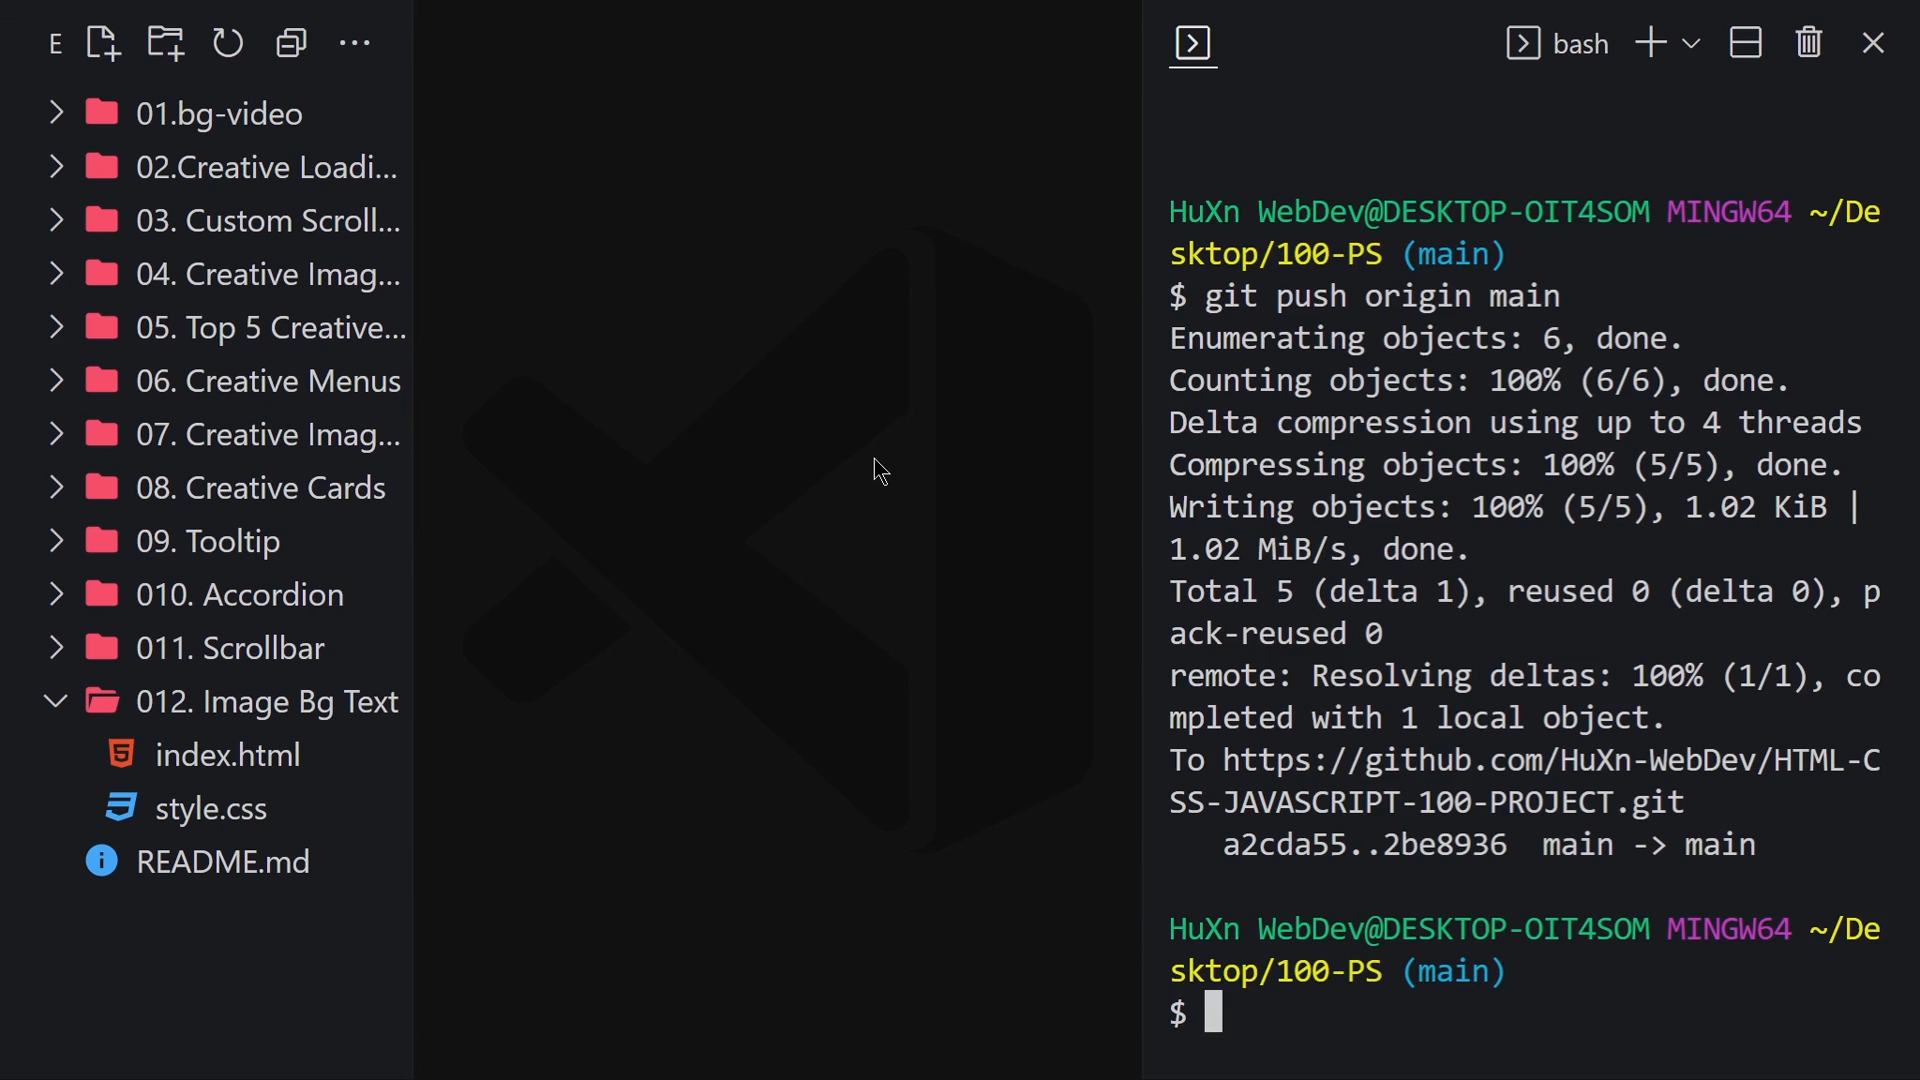 E
01.bg-video
02.Creative Loadi...
03. Custom Scroll...
04. Creative Imag...
05. Top 5 Creative...
06. Creative Menus
07. Creative Imag...
08. Creative Cards
09. Tooltip
010. Accordion
011. Scrollbar
012. Image Bg Text
index.html
style.css
README.md
bash
HuXn WebDev@DESKTOP-OIT4SOM MINGW64 ~/De
sktop/100-PS (main)
$ git push origin main
Enumerating objects: 6, done.
Counting objects: 100% (6/6), done.
Delta compression using up to 4 threads
Compressing objects: 100% (5/5), done.
Writing objects: 100% (5/5), 1.02 KiB |
1.02 MiB/s, done.
Total 5 (delta 1), reused 0 (delta 0), p
ack-reused 0
remote: Resolving deltas: 100% (1/1), co
mpleted with 1 local object.
To https://github.com/HuXn-WebDev/HTML-C
SS-JAVASCRIPT-100-PROJECT.git
a2cda55..2be8936  main -> main
HuXn WebDev@DESKTOP-OIT4SOM MINGW64 ~/De
sktop/100-PS (main)
$